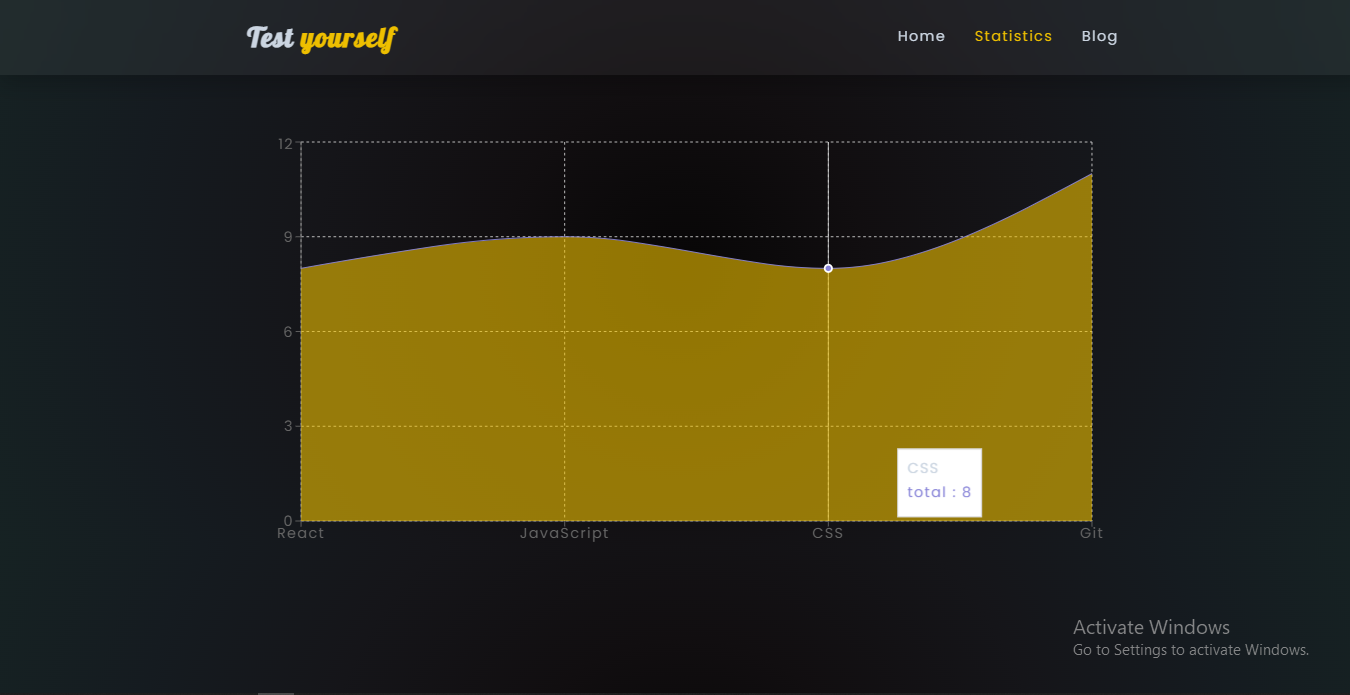 Test yourself
Home Statistics Blog
12
9
6
3
0
CSS
total : 8
React JavaScript CSS Git
Activate Windows
Go to Settings to activate Windows.